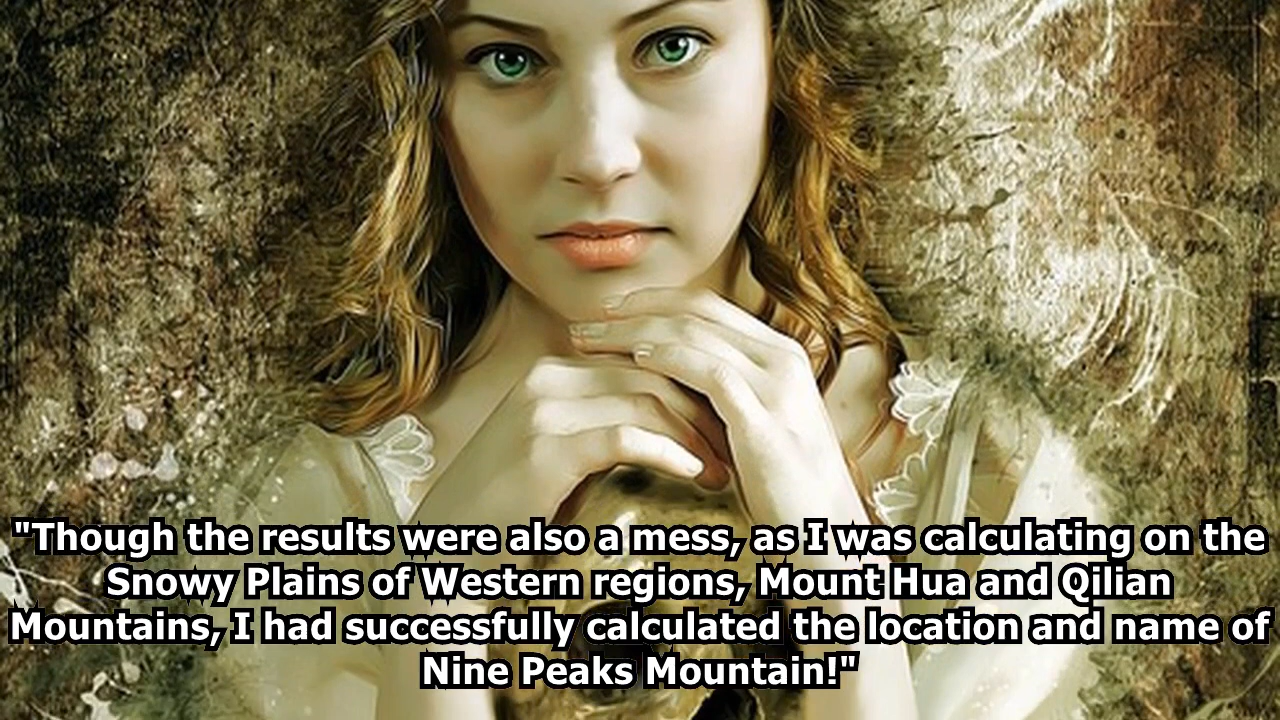 "Though the results were also a mess, as I was calculating on the
Snowy Plains of Western regions, Mount Hua and Qilian
Mountains, I had successfully calculated the location and name of
Nine Peaks Mountain!"